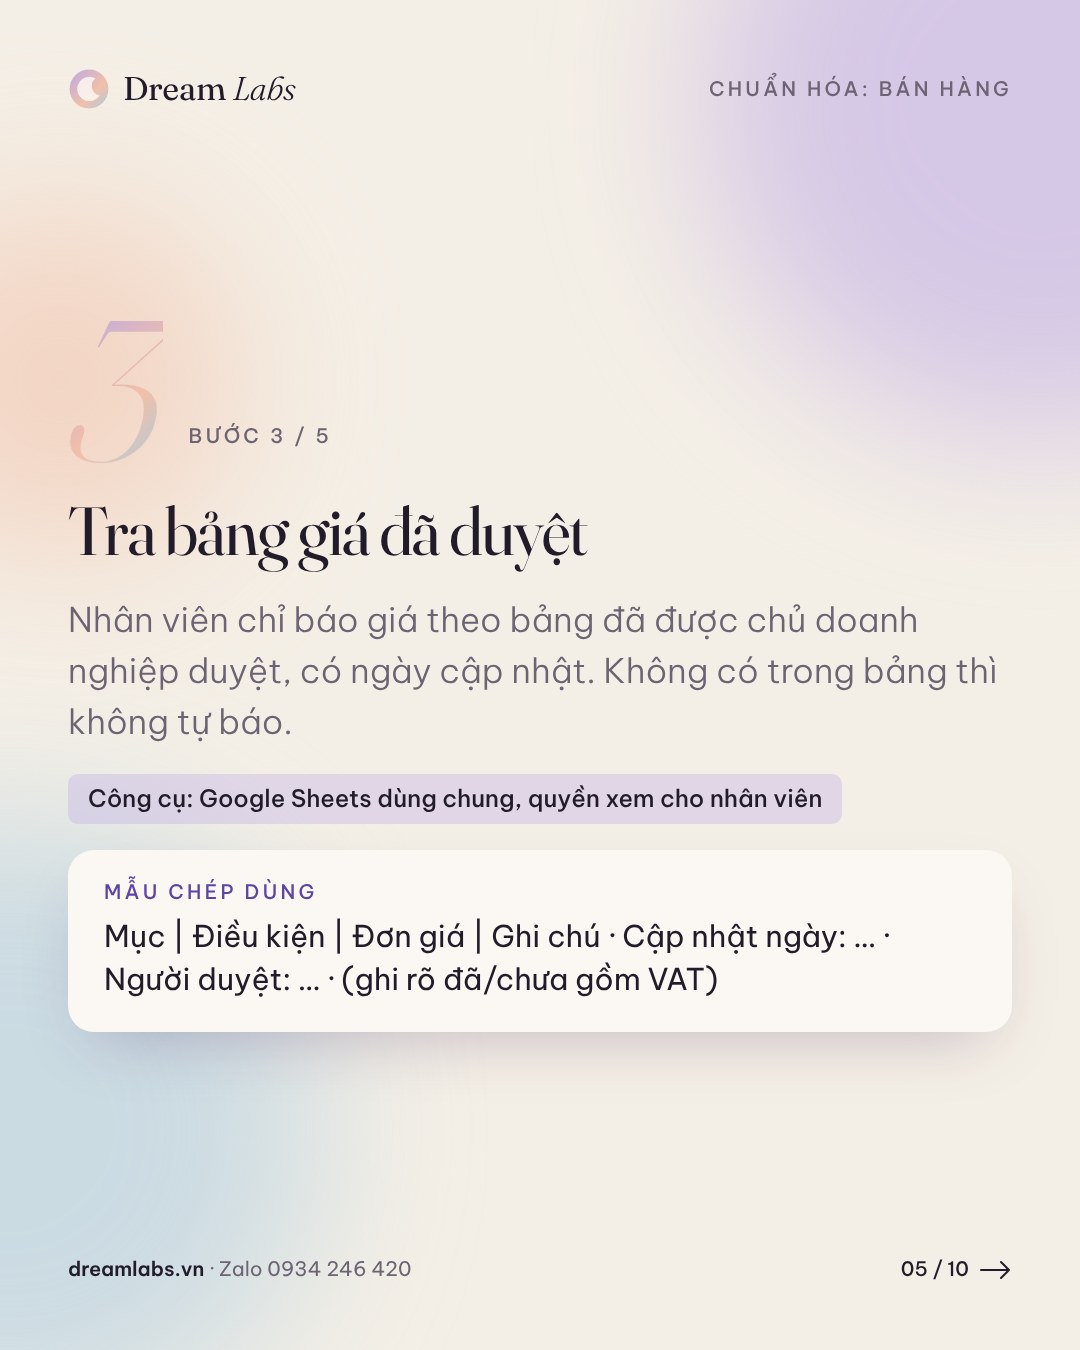 Dream Labs
CHUẨN HÓA: BÁN HÀNG
3
BƯỚC 3 / 5
Tra bảng giá đã duyệt
Nhân viên chỉ báo giá theo bảng đã được chủ doanh
nghiệp duyệt, có ngày cập nhật. Không có trong bảng thì
không tự báo.
Công cụ: Google Sheets dùng chung, quyền xem cho nhân viên
MẪU CHÉP DÙNG
Mục | Điều kiện | Đơn giá | Ghi chú · Cập nhật ngày: ... ·
Người duyệt: ... · (ghi rõ đã/chưa gồm VAT)
dreamlabs.vn · Zalo 0934 246 420
05 / 10 →